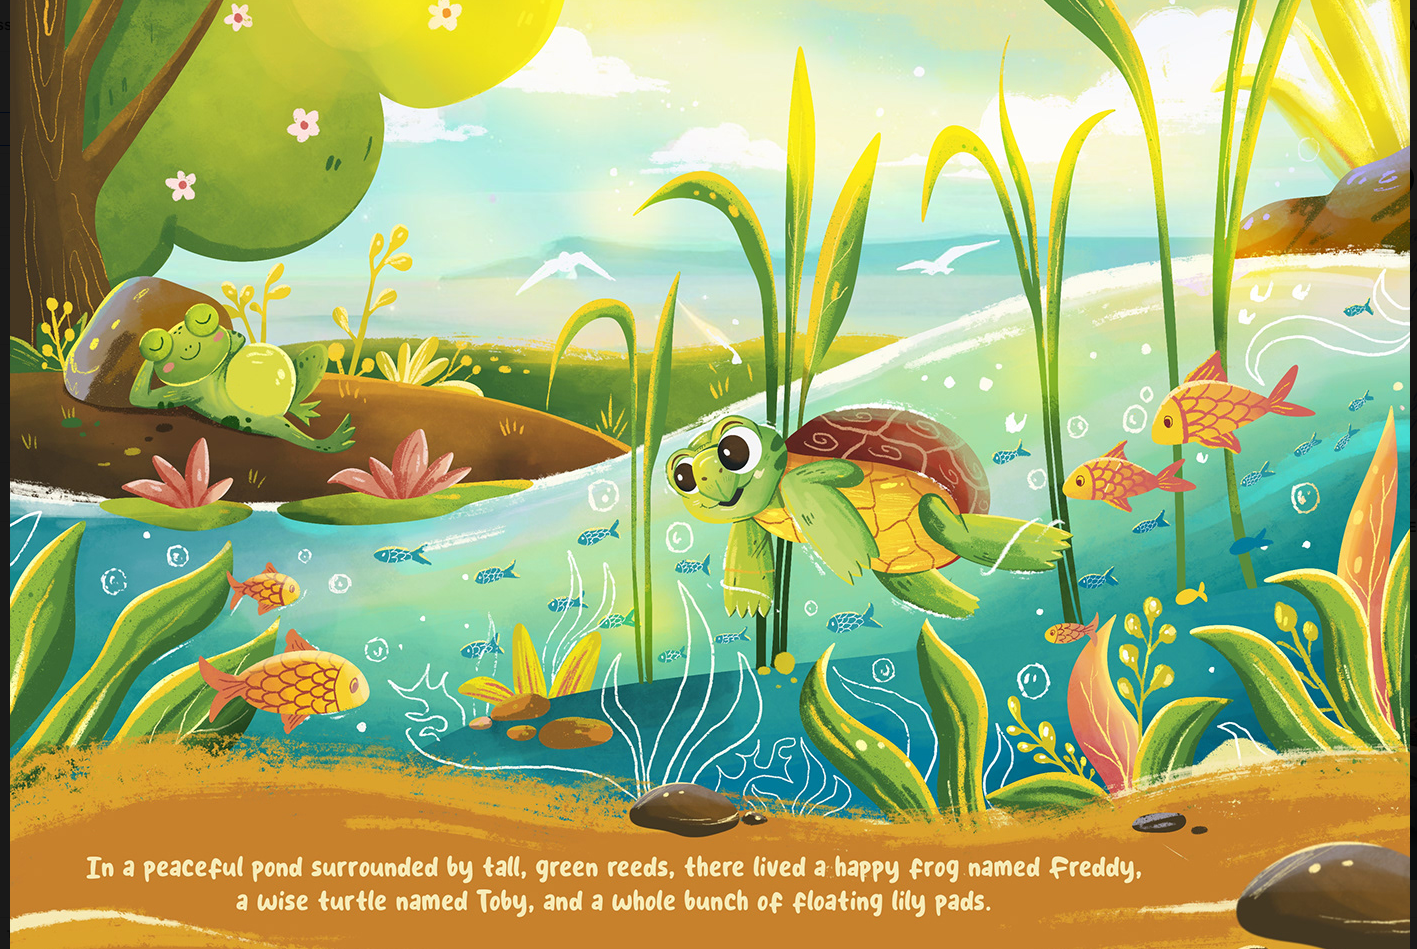 In a peaceful pond surrounded by tall, green reeds, there lived a happy frog named Freddy,
a wise turtle named Toby, and a whole bunch of floating lily pads.